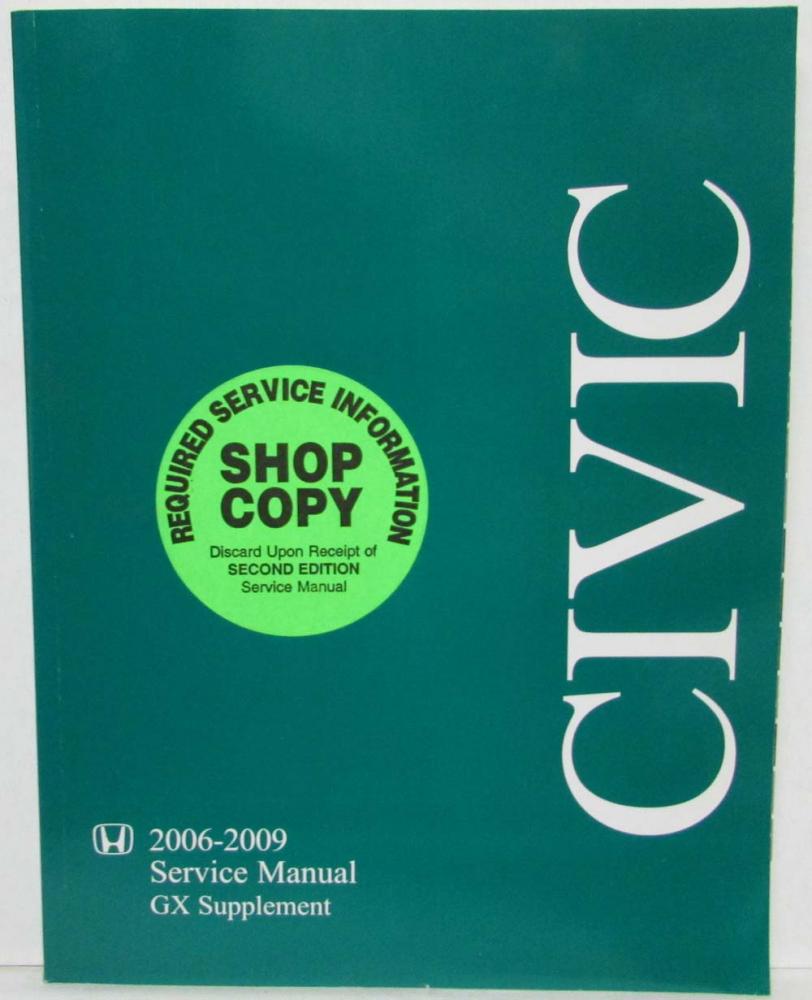 CIVIC
REQUIRED SERVICE INFORMATION
SHOP
COPY
Discard Upon Receipt of
SECOND EDITION
Service Manual
2006-2009
Service Manual
GX Supplement